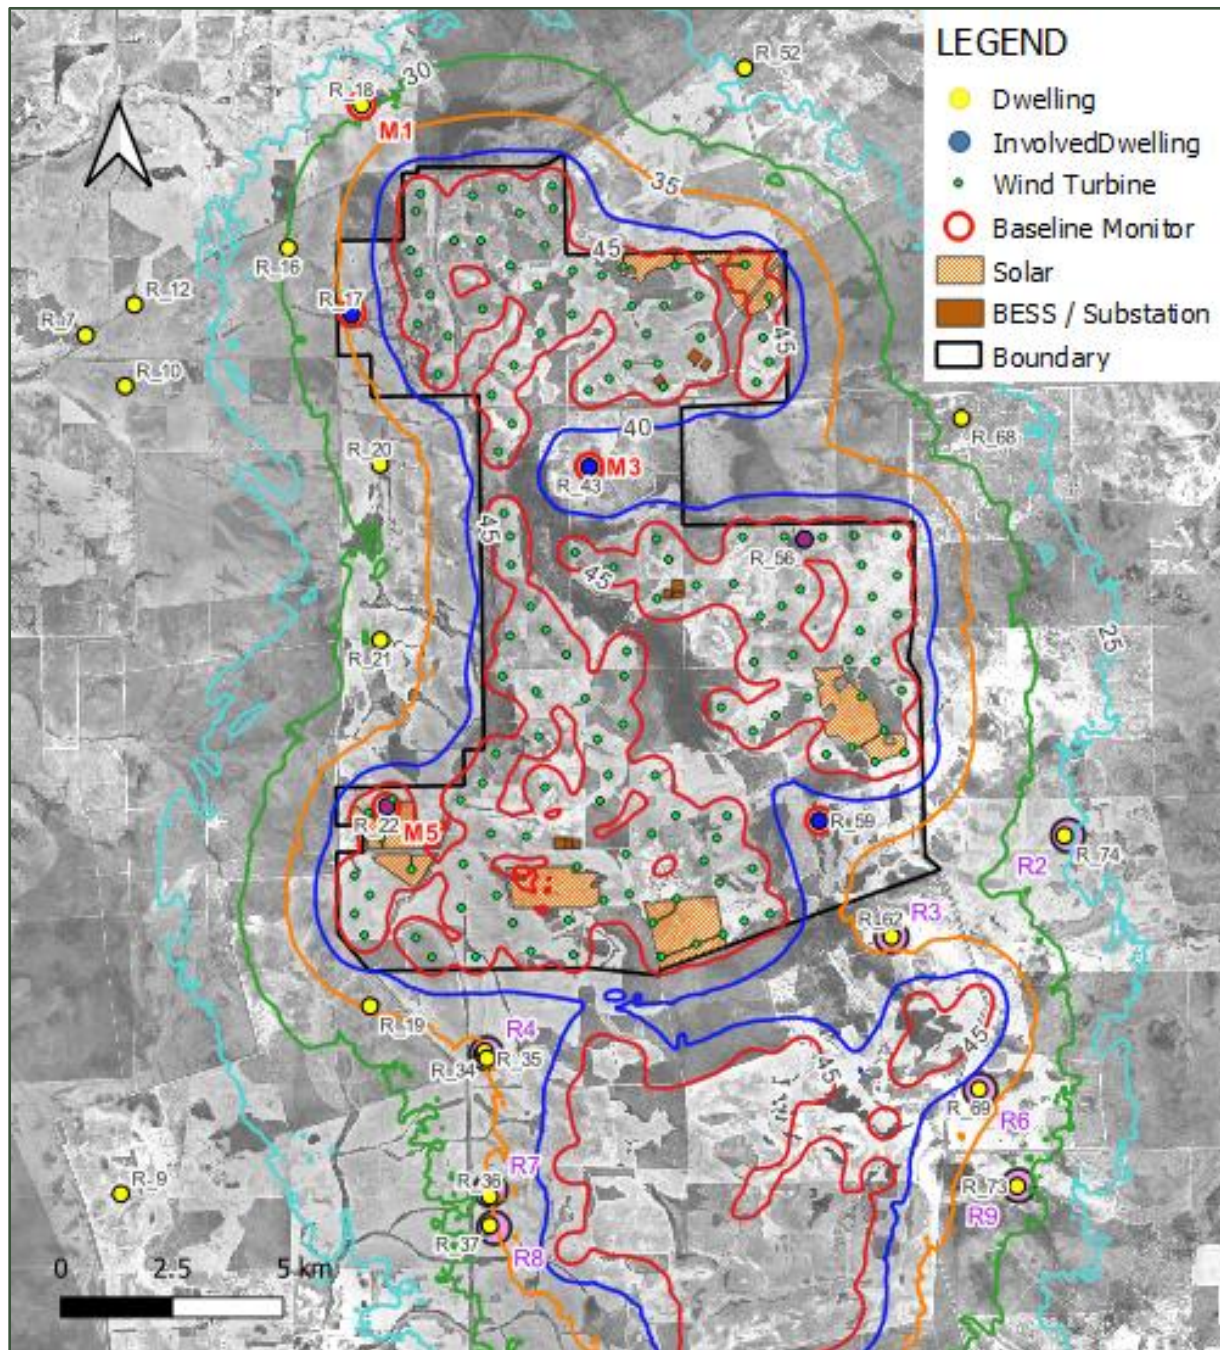 LEGEND
Dwelling
InvolvedDwelling
Wind Turbine
Baseline Monitor
Solar
BESS / Substation
Boundary
R_52
30
R_18
M1
35
R_16
45
R_12
R_17
R_7
45
R_10
40
R_68
R_20
M3
R_43
45
R_56
45
R_21
25
R_22
M5
R_59
R_74
R2
R3
R_62
R_19
R4
R_34
R_35
45
45
R_69
R6
R7
R_36
R_9
R_73
R9
R_37
R8
0
2.5
5 km